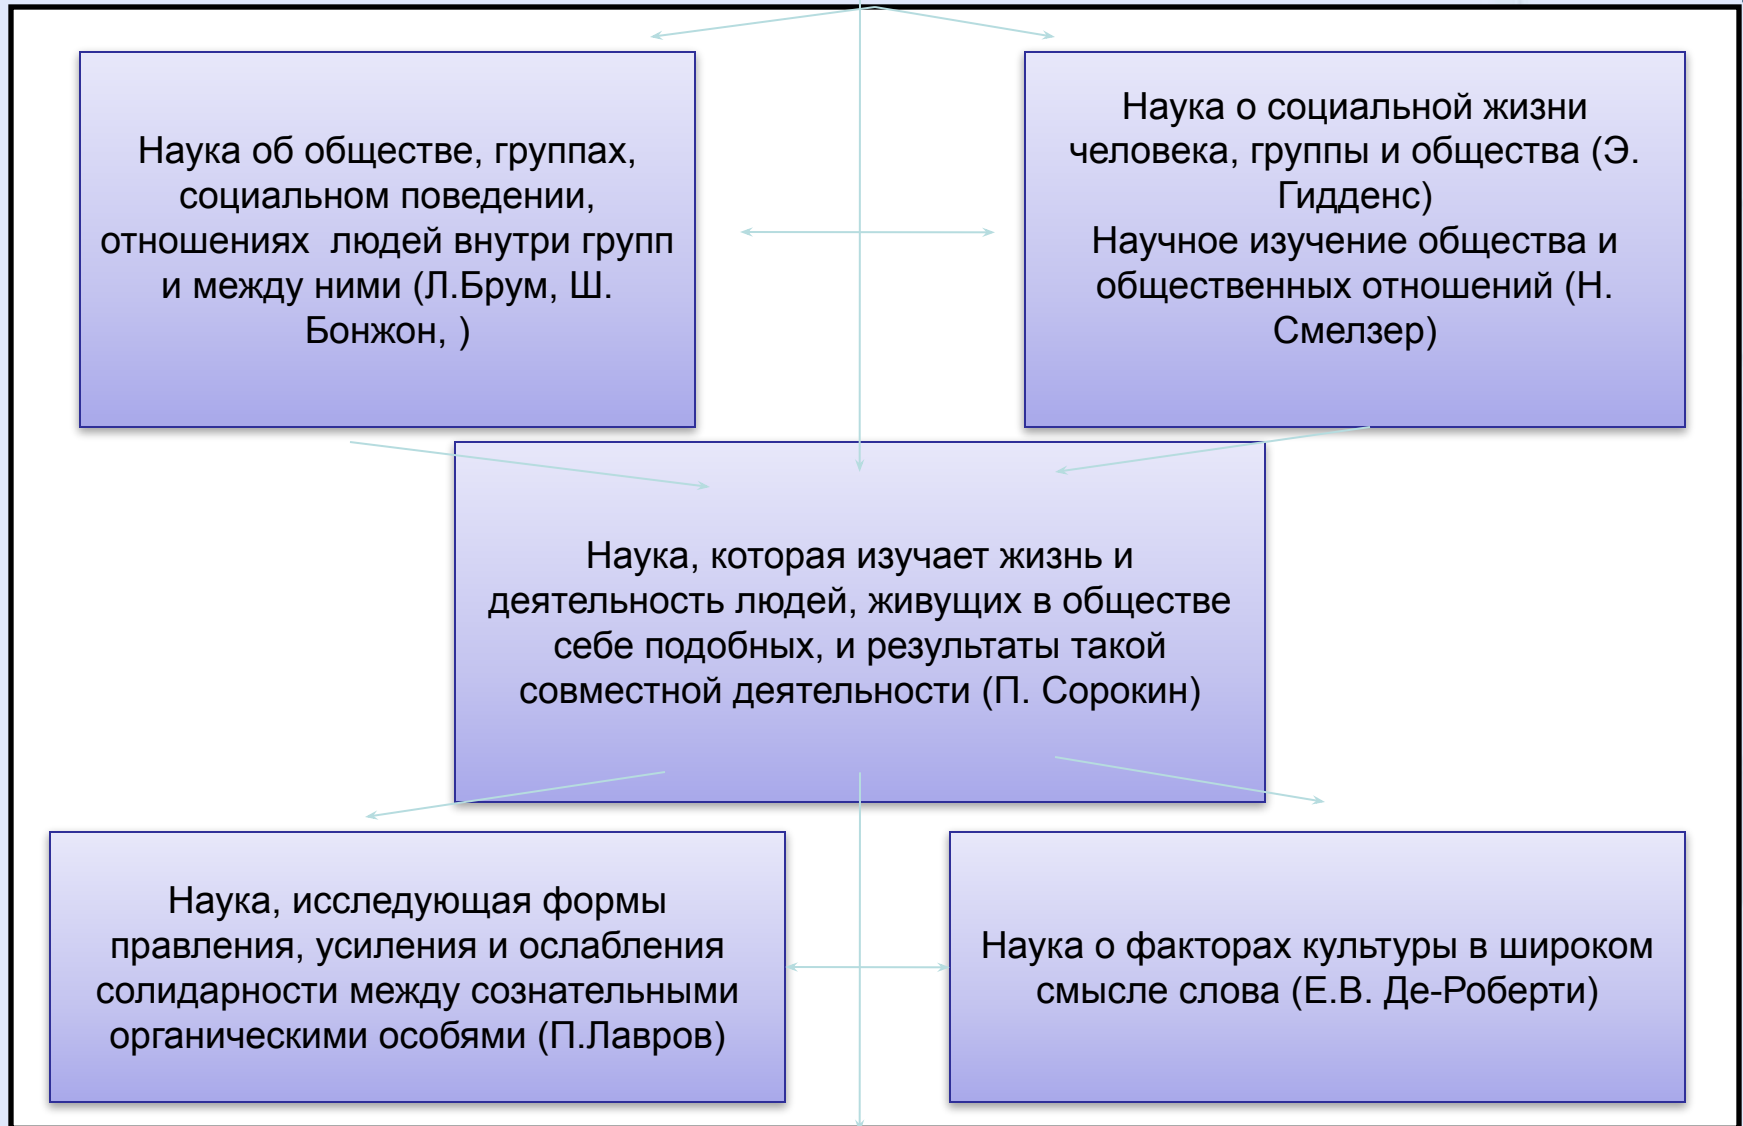 Наука об обществе, группах,
социальном поведении,
отношениях людей внутри групп
и между ними (Л.Брум, Ш.
Бонжон, )
Наука о социальной жизни
человека, группы и общества (Э.
Гидденс)
Научное изучение общества и
общественных отношений (Н.
Смелзер)
Наука, которая изучает жизнь и
деятельность людей, живущих в обществе
себе подобных, и результаты такой
совместной деятельности (П. Сорокин)
Наука, исследующая формы
правления, усиления и ослабления
солидарности между сознательными
органическими особями (П.Лавров)
Наука о факторах культуры в широком
смысле слова (Е.В. Де-Роберти)